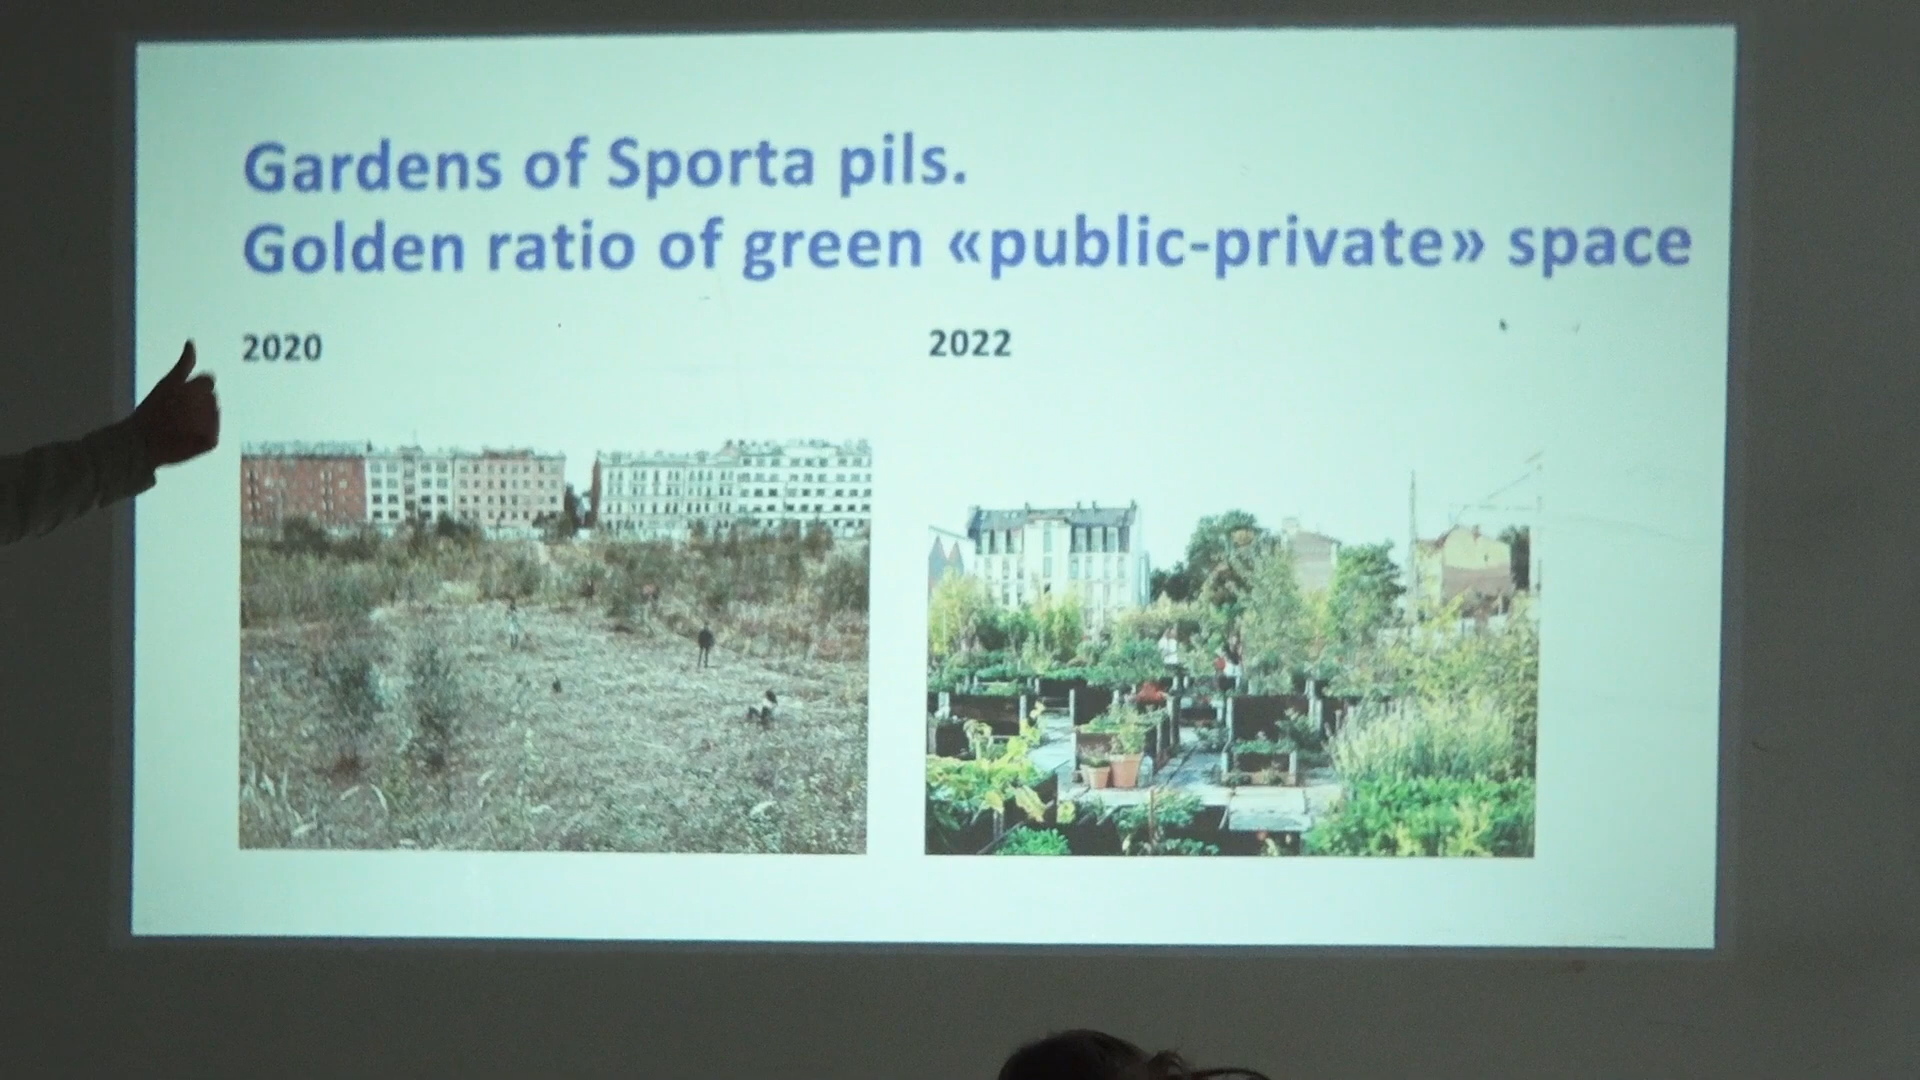 Gardens of Sporta pils.
Golden ratio of green «public-private» space
2020
2022